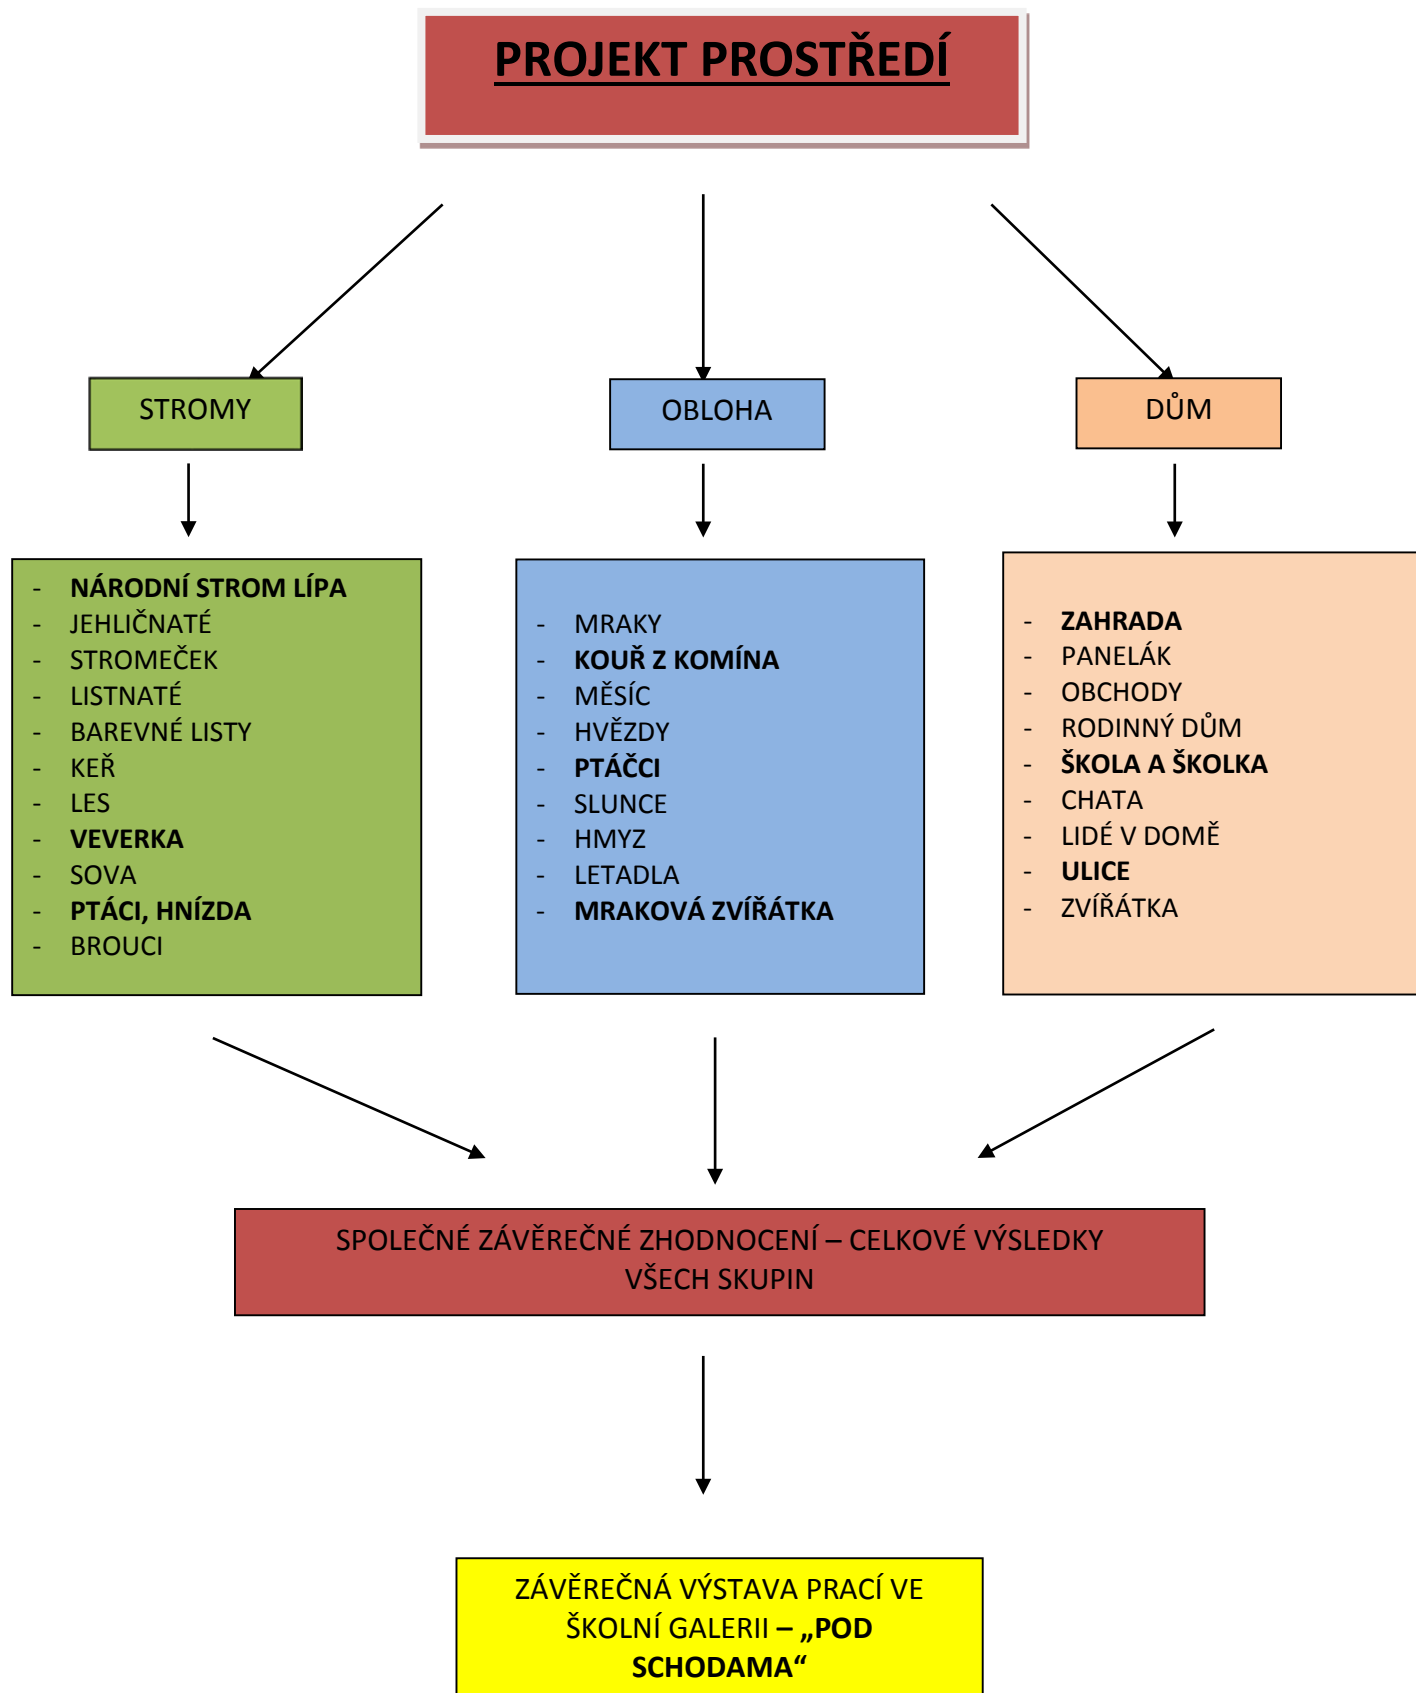 PROJEKT PROSTŘEDÍ
STROMY
OBLOHA
DŮM
- NÁRODNÍ STROM LÍPA
- JEHLIČNATÉ
- STROMEČEK
- LISTNATÉ
- BAREVNÉ LISTY
- KEŘ
- LES
- VEVERKA
- SOVA
- PTÁCI, HNÍZDA
- BROUCI
- MRAKY
- KOUŘ Z KOMÍNA
- MĚSÍC
- HVĚZDY
- PTÁČCI
- SLUNCE
- HMYZ
- LETADLA
- MRAKOVÁ ZVÍŘÁTKA
- ZAHRADA
- PANELÁK
- OBCHODY
- RODINNÝ DŮM
- ŠKOLA A ŠKOLKA
- CHATA
- LIDÉ V DOMĚ
- ULICE
- ZVÍŘÁTKA
SPOLEČNÉ ZÁVĚREČNÉ ZHODNOCENÍ – CELKOVÉ VÝSLEDKY
VŠECH SKUPIN
ZÁVĚREČNÁ VÝSTAVA PRACÍ VE
ŠKOLNÍ GALERII – „POD
SCHODAMA“